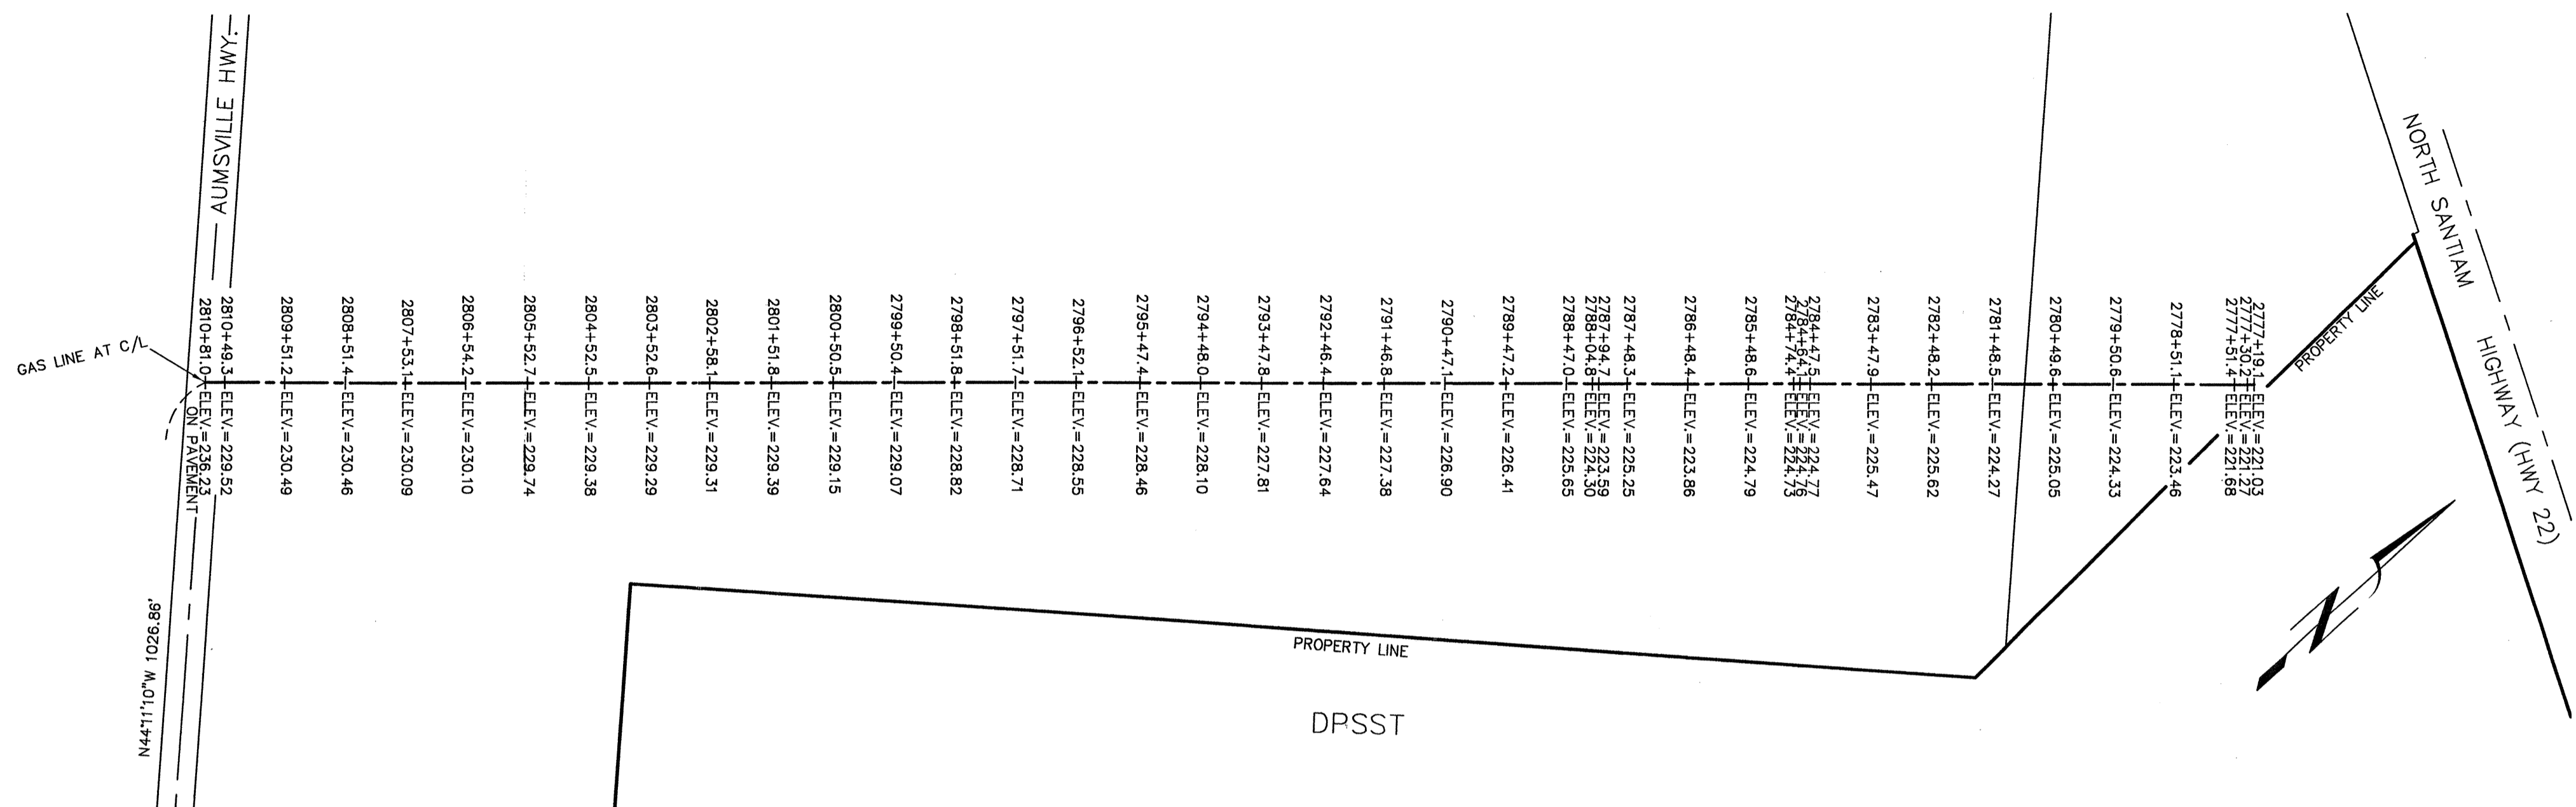 AUMSVILLE HWY.
GAS LINE AT C/L
2810+81.0 ELEV.=236.23
ON PAVEMENT
2810+49.3 ELEV.=229.52
2809+51.2 ELEV.=230.49
2808+51.4 ELEV.=230.46
2807+53.1 ELEV.=230.09
2806+54.2 ELEV.=230.10
2805+52.7 ELEV.=229.74
2804+52.5 ELEV.=229.38
2803+52.6 ELEV.=229.29
2802+58.1 ELEV.=229.31
2801+51.8 ELEV.=229.39
2800+50.5 ELEV.=229.15
2799+50.4 ELEV.=229.07
2798+51.8 ELEV.=228.82
2797+51.7 ELEV.=228.71
2796+52.1 ELEV.=228.55
2795+47.4 ELEV.=228.46
2794+48.0 ELEV.=228.10
2793+47.8 ELEV.=227.81
2792+46.4 ELEV.=227.64
2791+46.8 ELEV.=227.38
2790+47.1 ELEV.=226.90
2789+47.2 ELEV.=226.41
2788+47.0 ELEV.=225.65
2788+04.8 ELEV.=224.30
2787+94.7 ELEV.=223.59
2787+48.3 ELEV.=225.25
2786+48.4 ELEV.=223.86
2785+48.6 ELEV.=224.79
2784+74.4 ELEV.=224.73
2784+64.1 ELEV.=224.76
2784+47.5 ELEV.=224.77
2783+47.9 ELEV.=225.47
2782+48.2 ELEV.=225.62
2781+48.5 ELEV.=224.27
2780+49.6 ELEV.=225.05
2779+50.6 ELEV.=224.33
2778+51.1 ELEV.=223.46
2777+51.4 ELEV.=221.68
2777+30.2 ELEV.=221.27
2777+19.1 ELEV.=221.03
PROPERTY LINE
NORTH SANTIAM HIGHWAY (HWY 22)
N44°11'10"W 1026.86'
PROPERTY LINE
DPSST
N